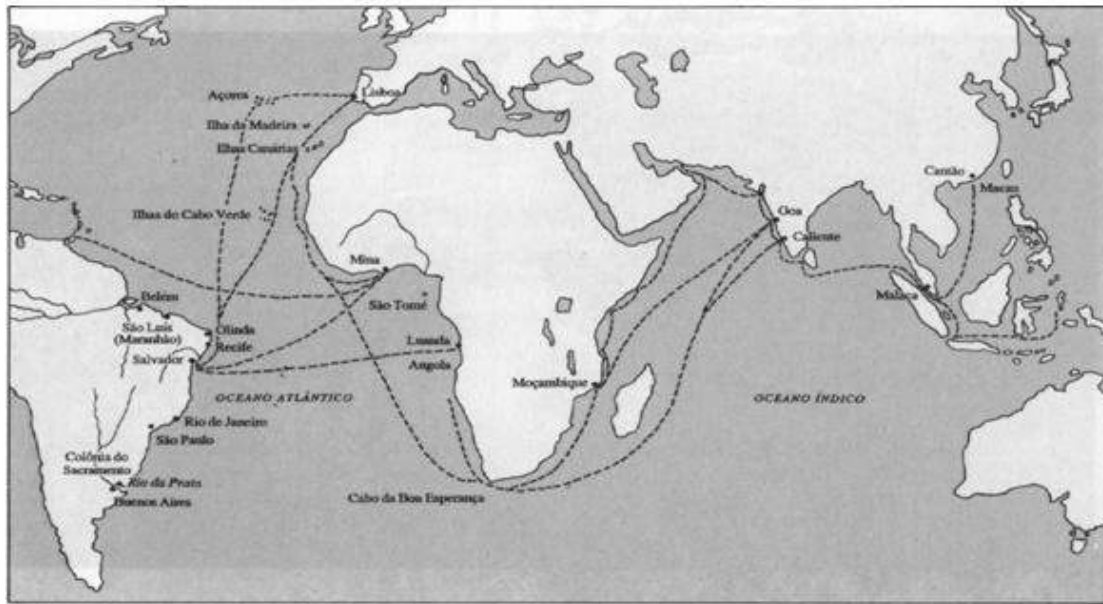 Açores
Lisboa
Ilha da Madeira
Ilhas Canárias
Ilhas do Cabo Verde
Mina
São Tomé
Luanda
Angola
Belém
São Luís
(Maranhão)
Olinda
Recife
Salvador
OCEANO ATLÂNTICO
Rio de Janeiro
São Paulo
Colônia do
Sacramento
Rio da Prata
Buenos Aires
Cabo da Boa Esperança
Moçambique
OCEANO ÍNDICO
Goa
Caliente
Malaca
Cantão
Macau